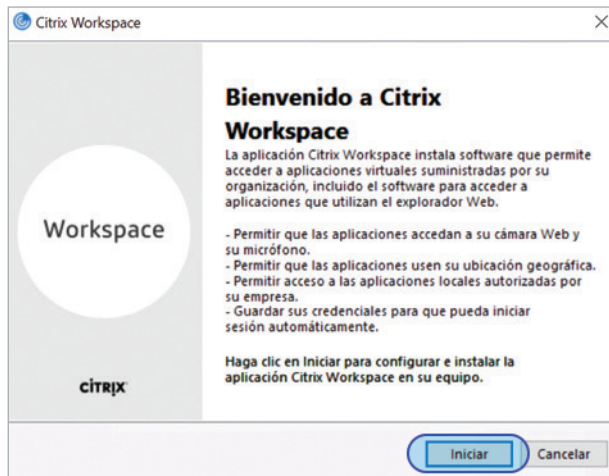 Citrix Workspace
Bienvenido a Citrix
Workspace
La aplicación Citrix Workspace instala software que permite
acceder a aplicaciones virtuales suministradas por su
organización, incluido el software para acceder a
aplicaciones que utilizan el explorador Web.
- Permitir que las aplicaciones accedan a su cámara Web y
su micrófono.
- Permitir que las aplicaciones usen su ubicación geográfica.
- Permitir acceso a las aplicaciones locales autorizadas por
su empresa.
- Guardar sus credenciales para que pueda iniciar
sesión automáticamente.
Haga clic en Iniciar para configurar e instalar la
aplicación Citrix Workspace en su equipo.
Workspace
citrix
Iniciar Cancelar